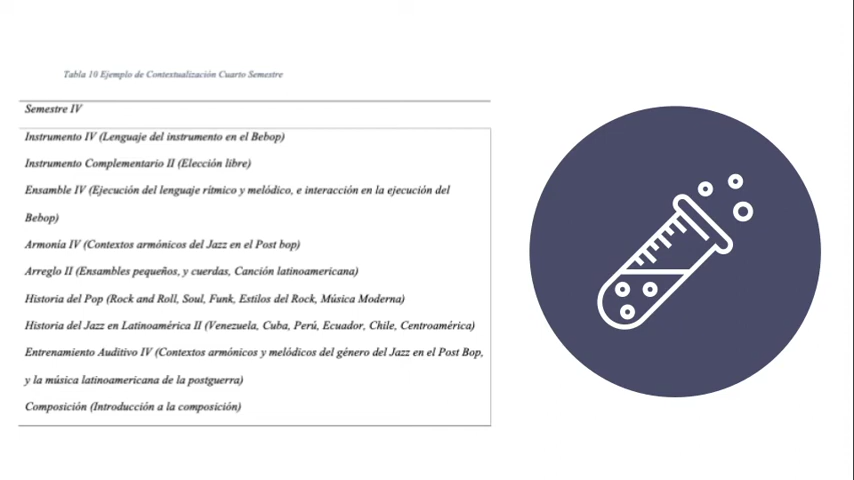 Tabla 10 Ejemplo de Contextualización Cuarto Semestre
Semestre IV
Instrumento IV (Lenguaje del instrumento en el Bebop)
Instrumento Complementario II (Elección libre)
Ensamble IV (Ejecución del lenguaje rítmico y melódico, e interacción en la ejecución del
Bebop)
Armonía IV (Contextos armónicos del Jazz en el Post bop)
Arreglo II (Ensambles pequeños, y cuerdas, Canción latinoamericana)
Historia del Pop (Rock and Roll, Soul, Funk, Estilos del Rock, Música Moderna)
Historia del Jazz en Latinoamérica II (Venezuela, Cuba, Perú, Ecuador, Chile, Centroamérica)
Entrenamiento Auditivo IV (Contextos armónicos y melódicos del género del Jazz en el Post Bop,
y la música latinoamericana de la postguerra)
Composición (Introducción a la composición)